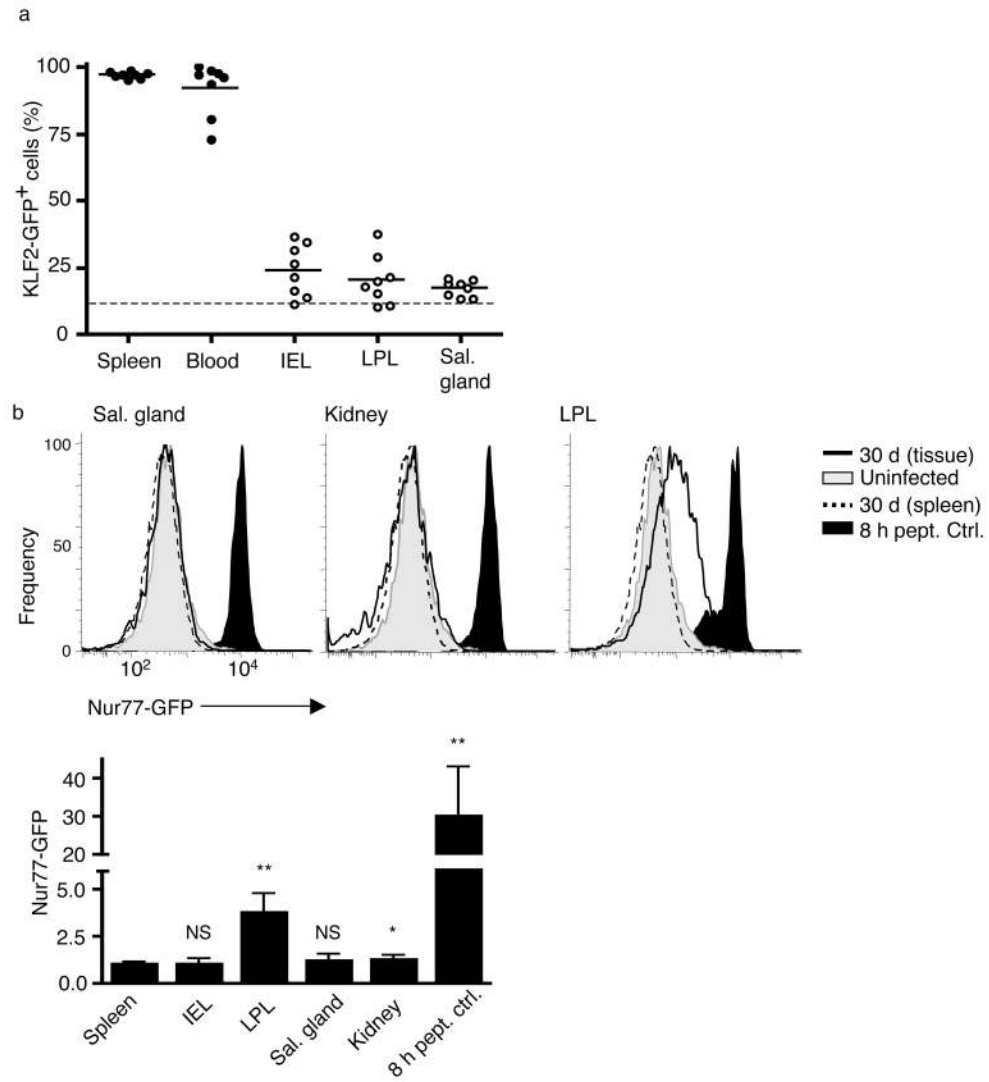 a
KLF2-GFP+ cells (%)
100
75
50
25
0
Spleen Blood IEL LPL Sal. gland
b
Sal. gland Kidney LPL
Frequency
100
50
0
10² 10⁴
Nur77-GFP
30 d (tissue)
Uninfected
30 d (spleen)
8 h pept. Ctrl.
Nur77-GFP
40
30
20
5.0
2.5
0.0
NS ** NS * **
Spleen IEL LPL Sal. gland Kidney 8 h pept. ctrl.